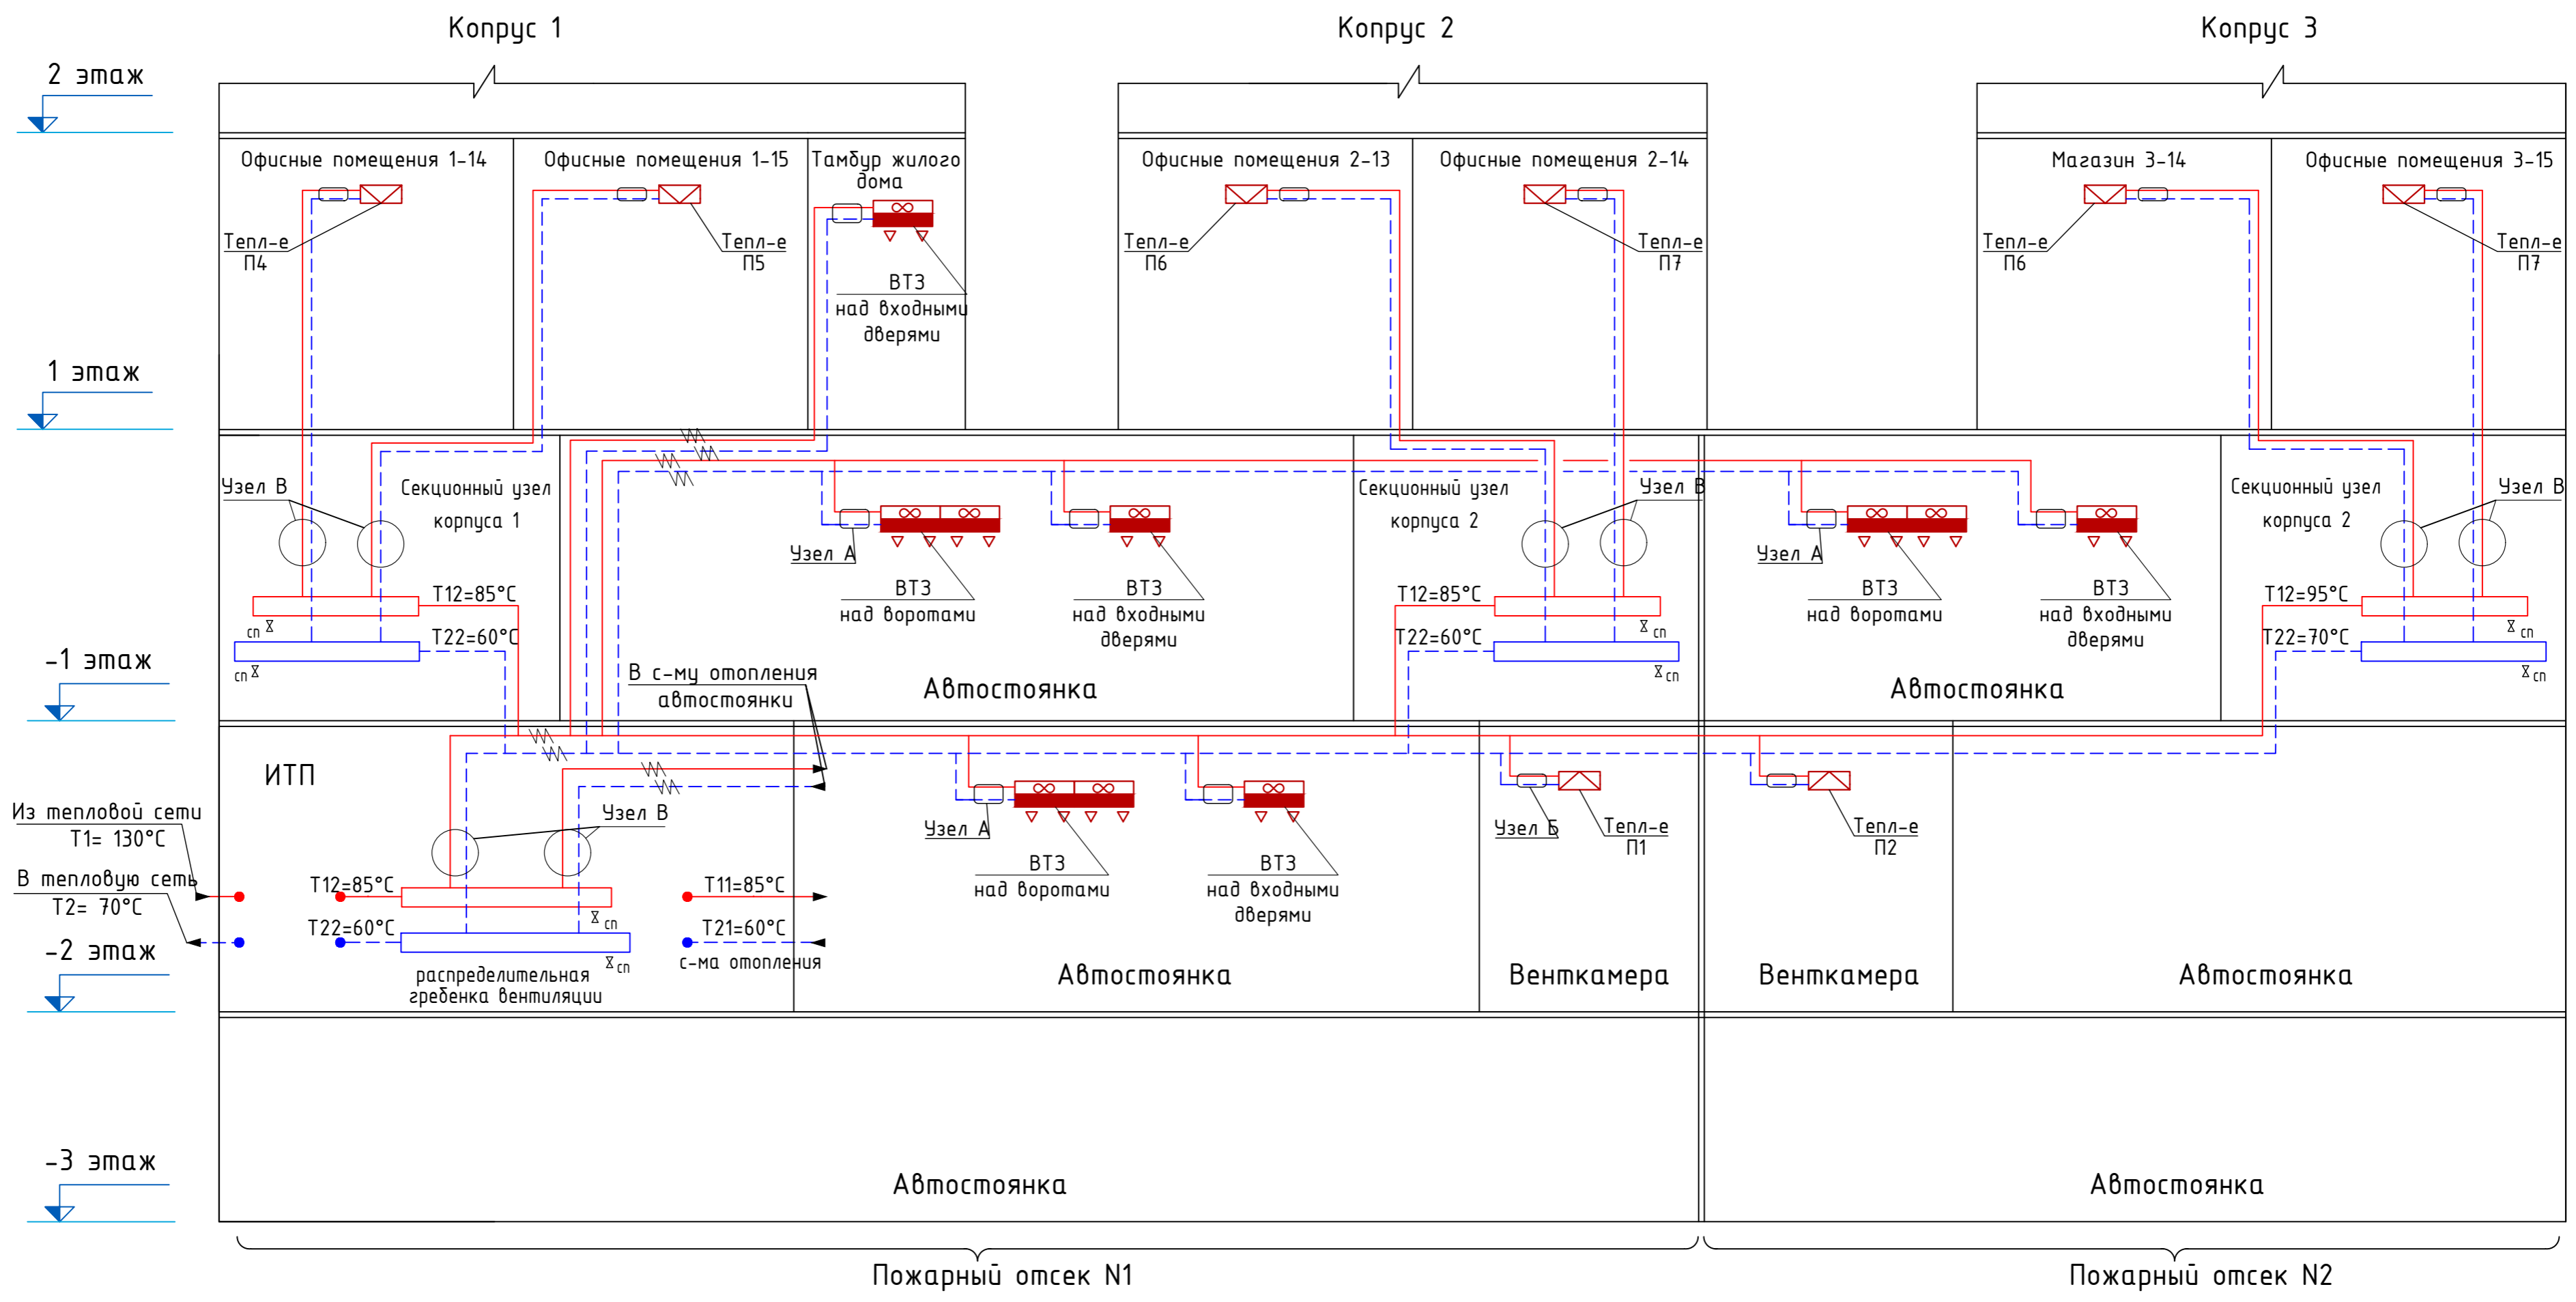 Копрус 1
Копрус 2
Копрус 3
2 этаж
Офисные помещения 1-14
Офисные помещения 1-15
Тамбур жилого
дома
Офисные помещения 2-13
Офисные помещения 2-14
Магазин 3-14
Офисные помещения 3-15
Тепл-е
П4
Тепл-е
П5
ВТЗ
над входными
дверями
Тепл-е
П6
Тепл-е
П7
Тепл-е
П6
Тепл-е
П7
1 этаж
Узел В
Секционный узел
корпуса 1
Узел А
ВТЗ
над воротами
ВТЗ
над входными
дверями
Секционный узел
корпуса 2
Узел В
Узел А
ВТЗ
над воротами
ВТЗ
над входными
дверями
Секционный узел
корпуса 2
Узел В
Т12=85°С
Т22=60°С
сп
сп
Т12=85°С
Т22=60°С
сп
сп
Т12=95°С
Т22=70°С
сп
сп
-1 этаж
В с-му отопления
автостоянки
Автостоянка
Автостоянка
ИТП
Из тепловой сети
Т1= 130°С
В тепловую сеть
Т2= 70°С
Узел В
Т12=85°С
Т22=60°С
сп
сп
распределительная
гребенка вентиляции
Т11=85°С
Т21=60°С
с-ма отопления
Узел А
ВТЗ
над воротами
ВТЗ
над входными
дверями
Узел Б
Тепл-е
П1
Тепл-е
П2
-2 этаж
Автостоянка
Венткамера
Венткамера
Автостоянка
-3 этаж
Автостоянка
Автостоянка
Пожарный отсек N1
Пожарный отсек N2